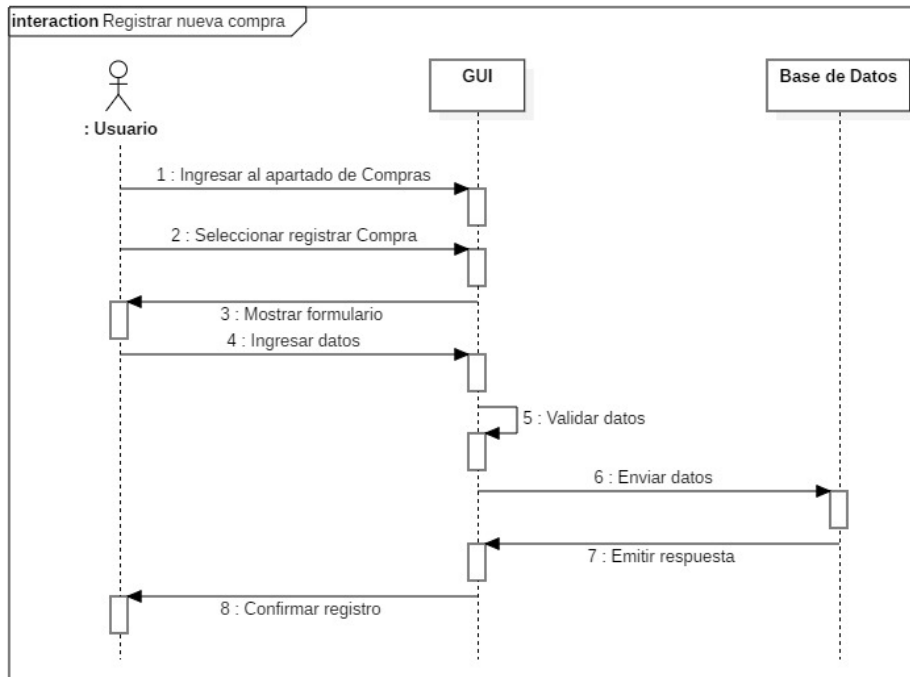 interaction Registrar nueva compra
GUI
Base de Datos
: Usuario
1 : Ingresar al apartado de Compras
2 : Seleccionar registrar Compra
3 : Mostrar formulario
4 : Ingresar datos
5 : Validar datos
6 : Enviar datos
7 : Emitir respuesta
8 : Confirmar registro